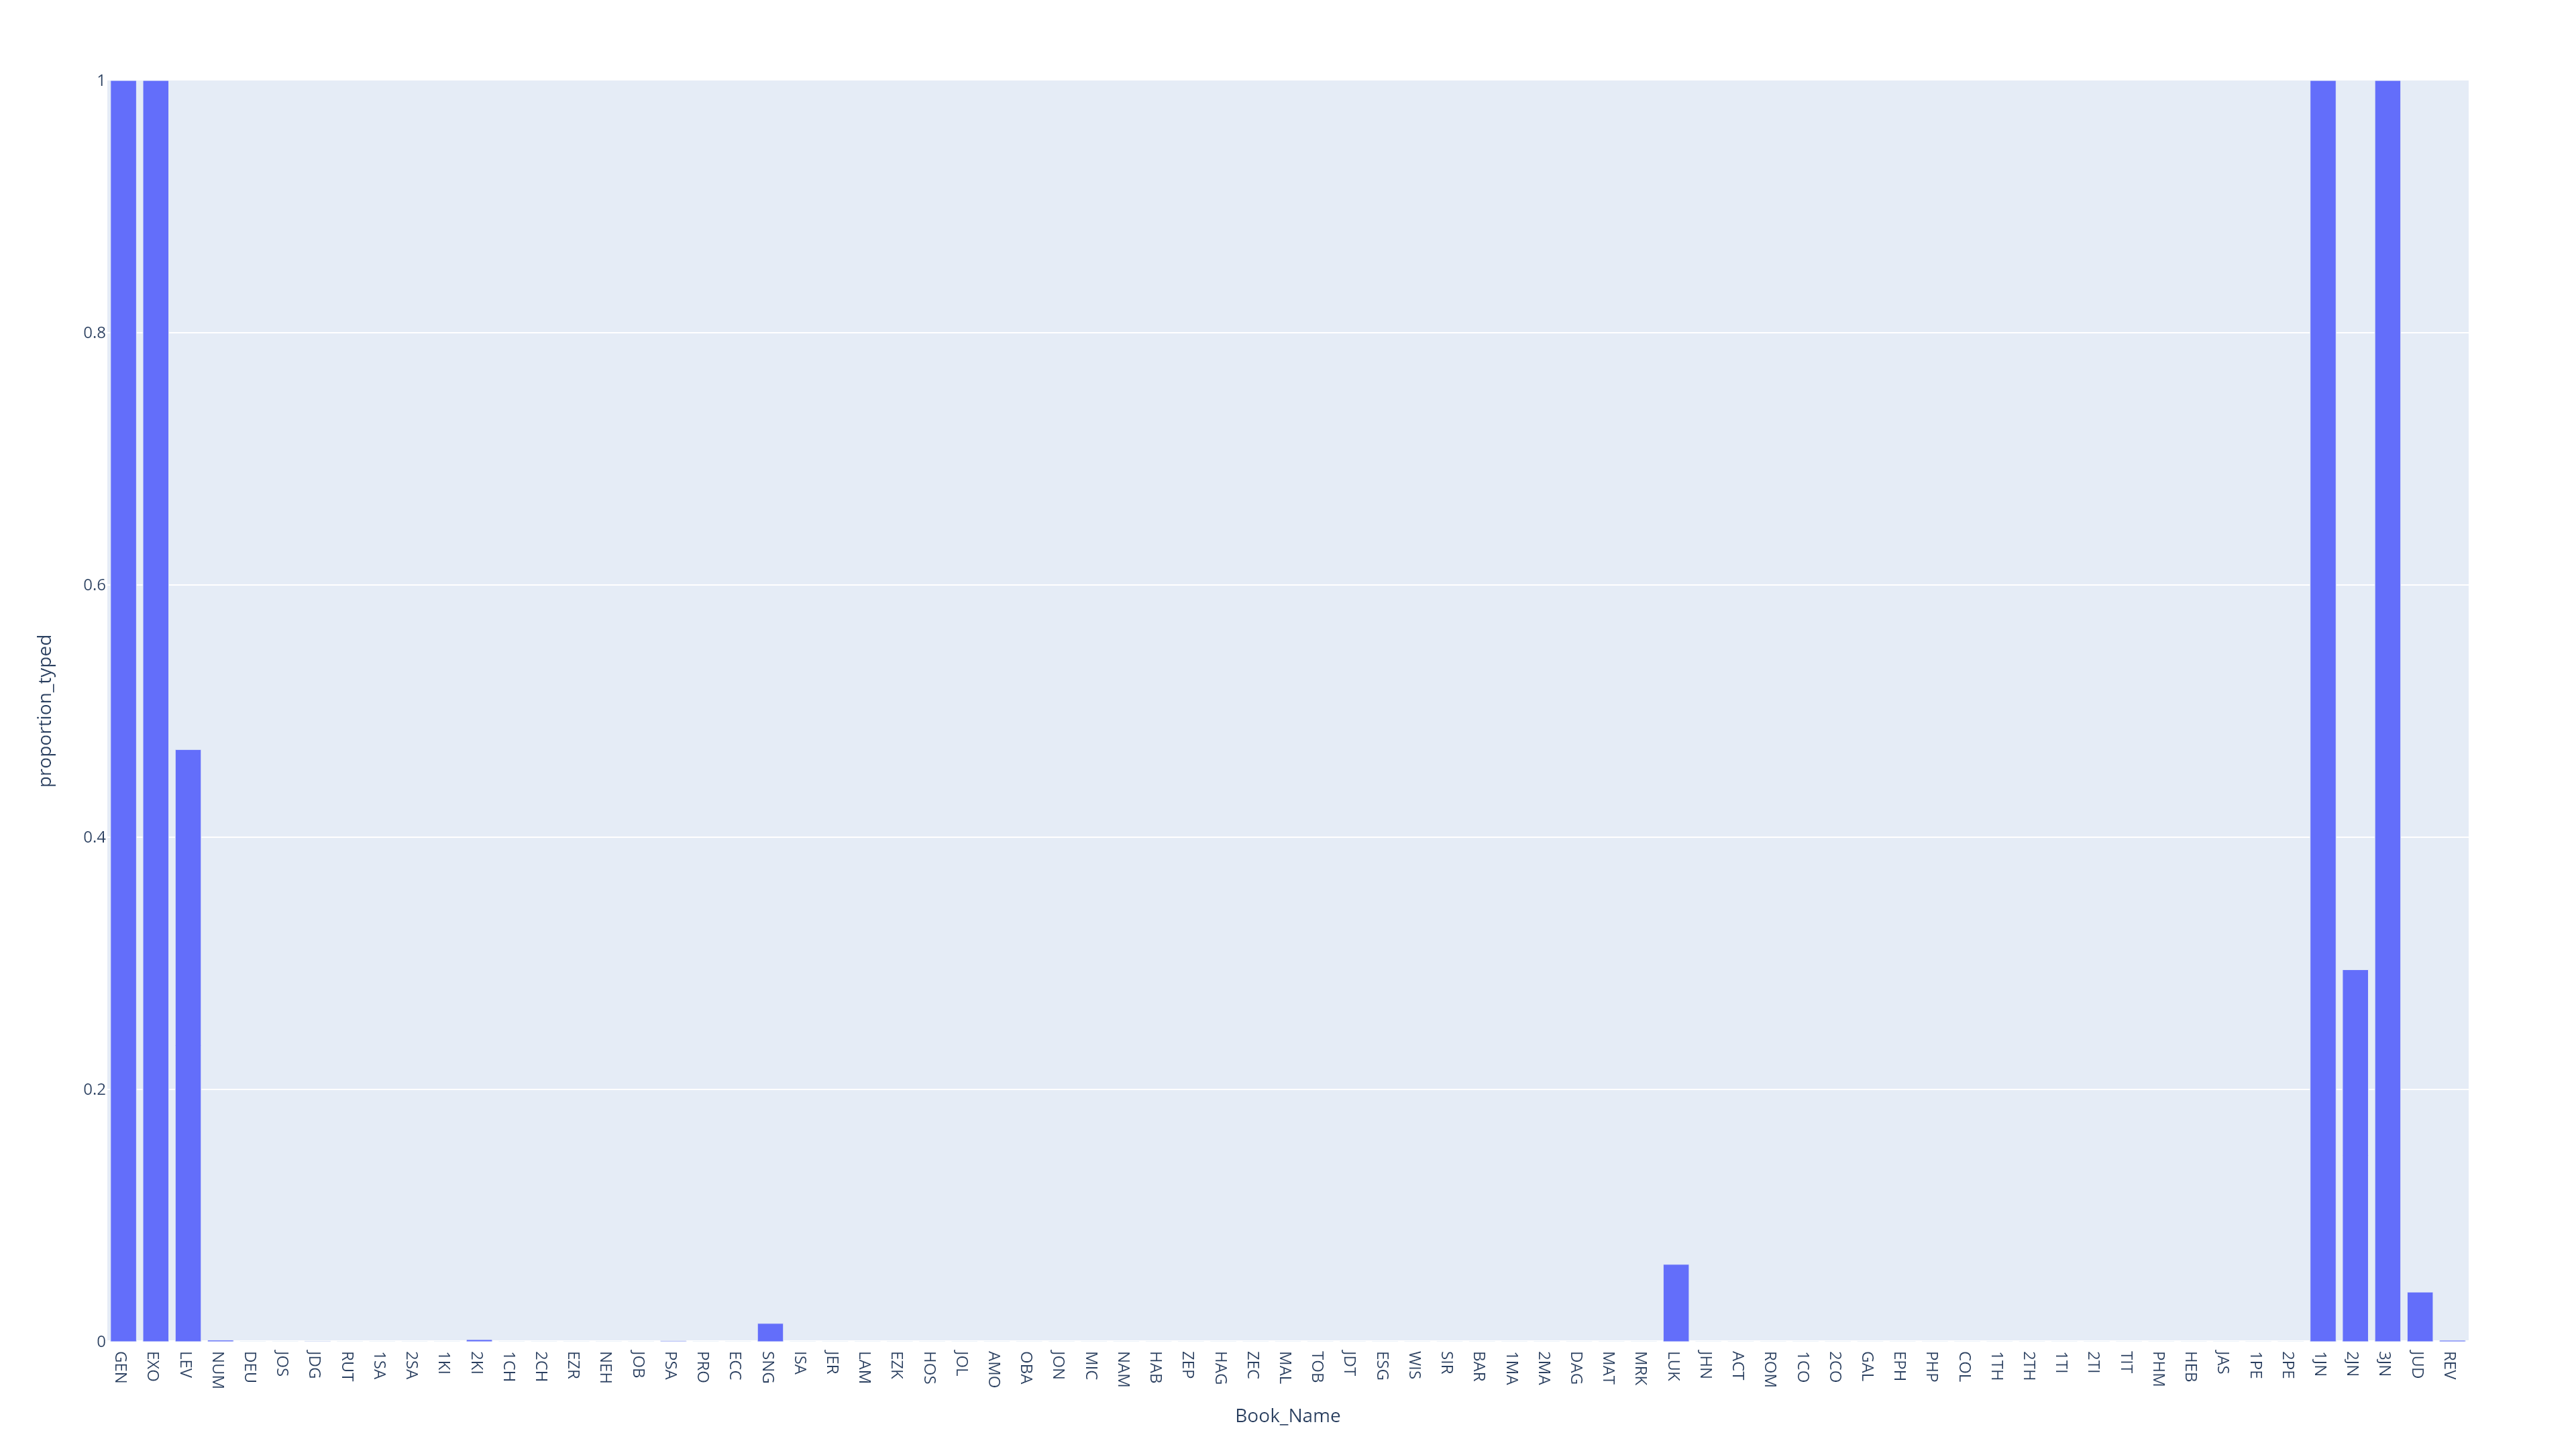 proportion_typed
1
0.8
0.6
0.4
0.2
0
GEN EXO LEV NUM DEU JOS JDG RUT 1SA 2SA 1KI 2KI 1CH 2CH EZR NEH JOB PSA PRO ECC SNG ISA JER LAM EZK HOS JOL AMO OBA JON MIC NAM HAB ZEP HAG ZEC MAL TOB JDT ESG WIS SIR BAR 1MA 2MA DAG MAT MRK LUK JHN ACT ROM 1CO 2CO GAL EPH PHP COL 1TH 2TH 1TI 2TI TIT PHM HEB JAS 1PE 2PE 1JN 2JN 3JN JUD REV
Book_Name